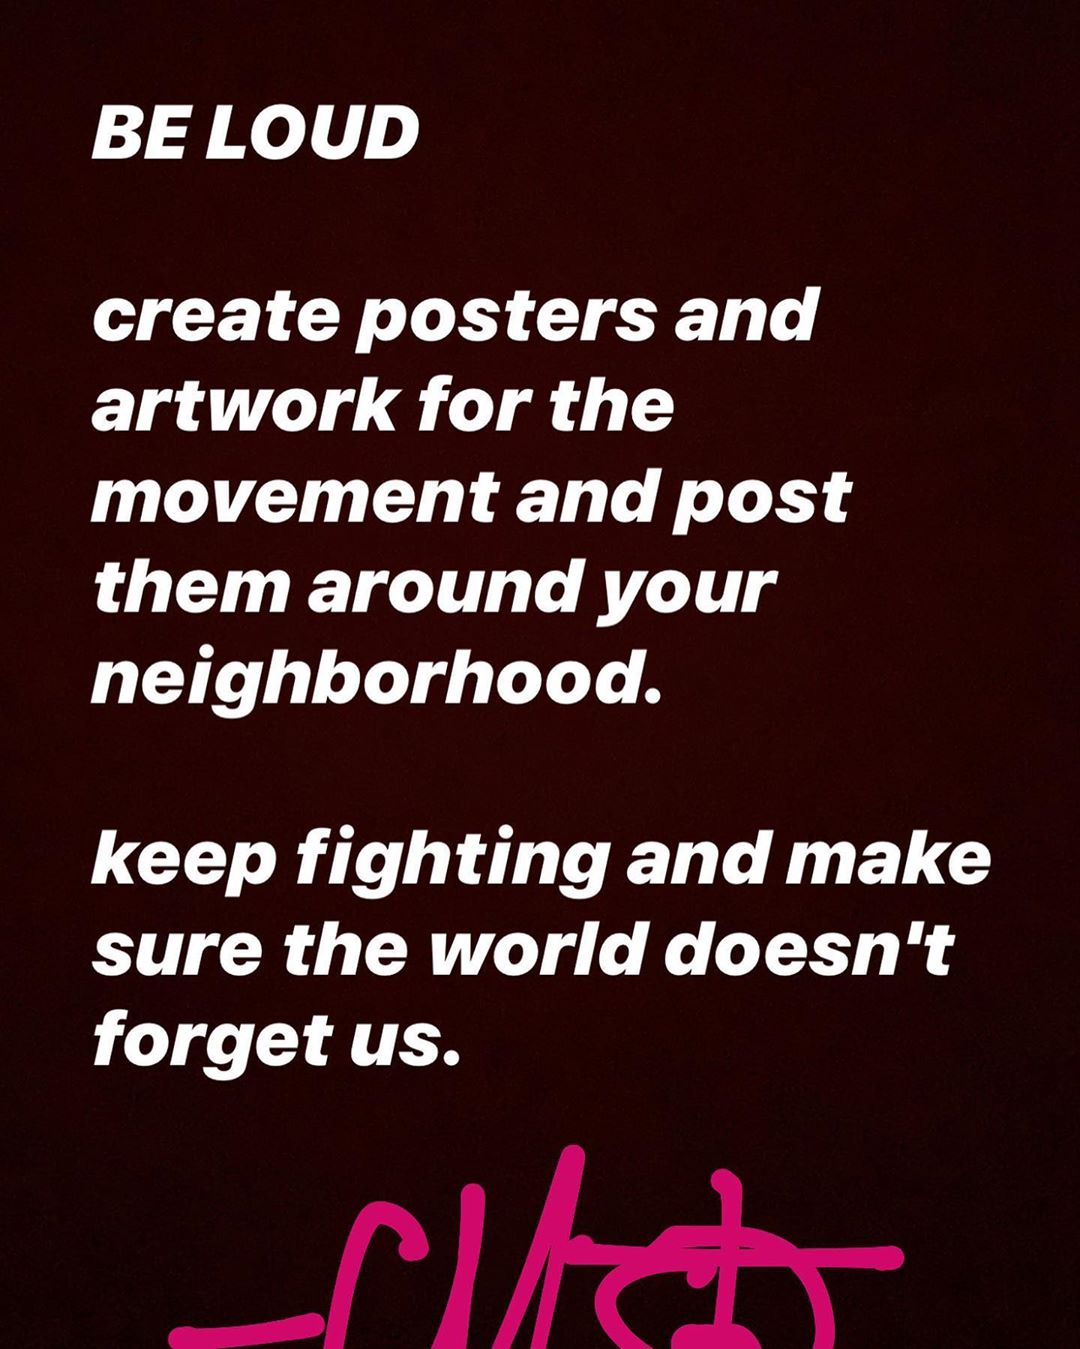 BE LOUD
create posters and
artwork for the
movement and post
them around your
neighborhood.
keep fighting and make
sure the world doesn't
forget us.